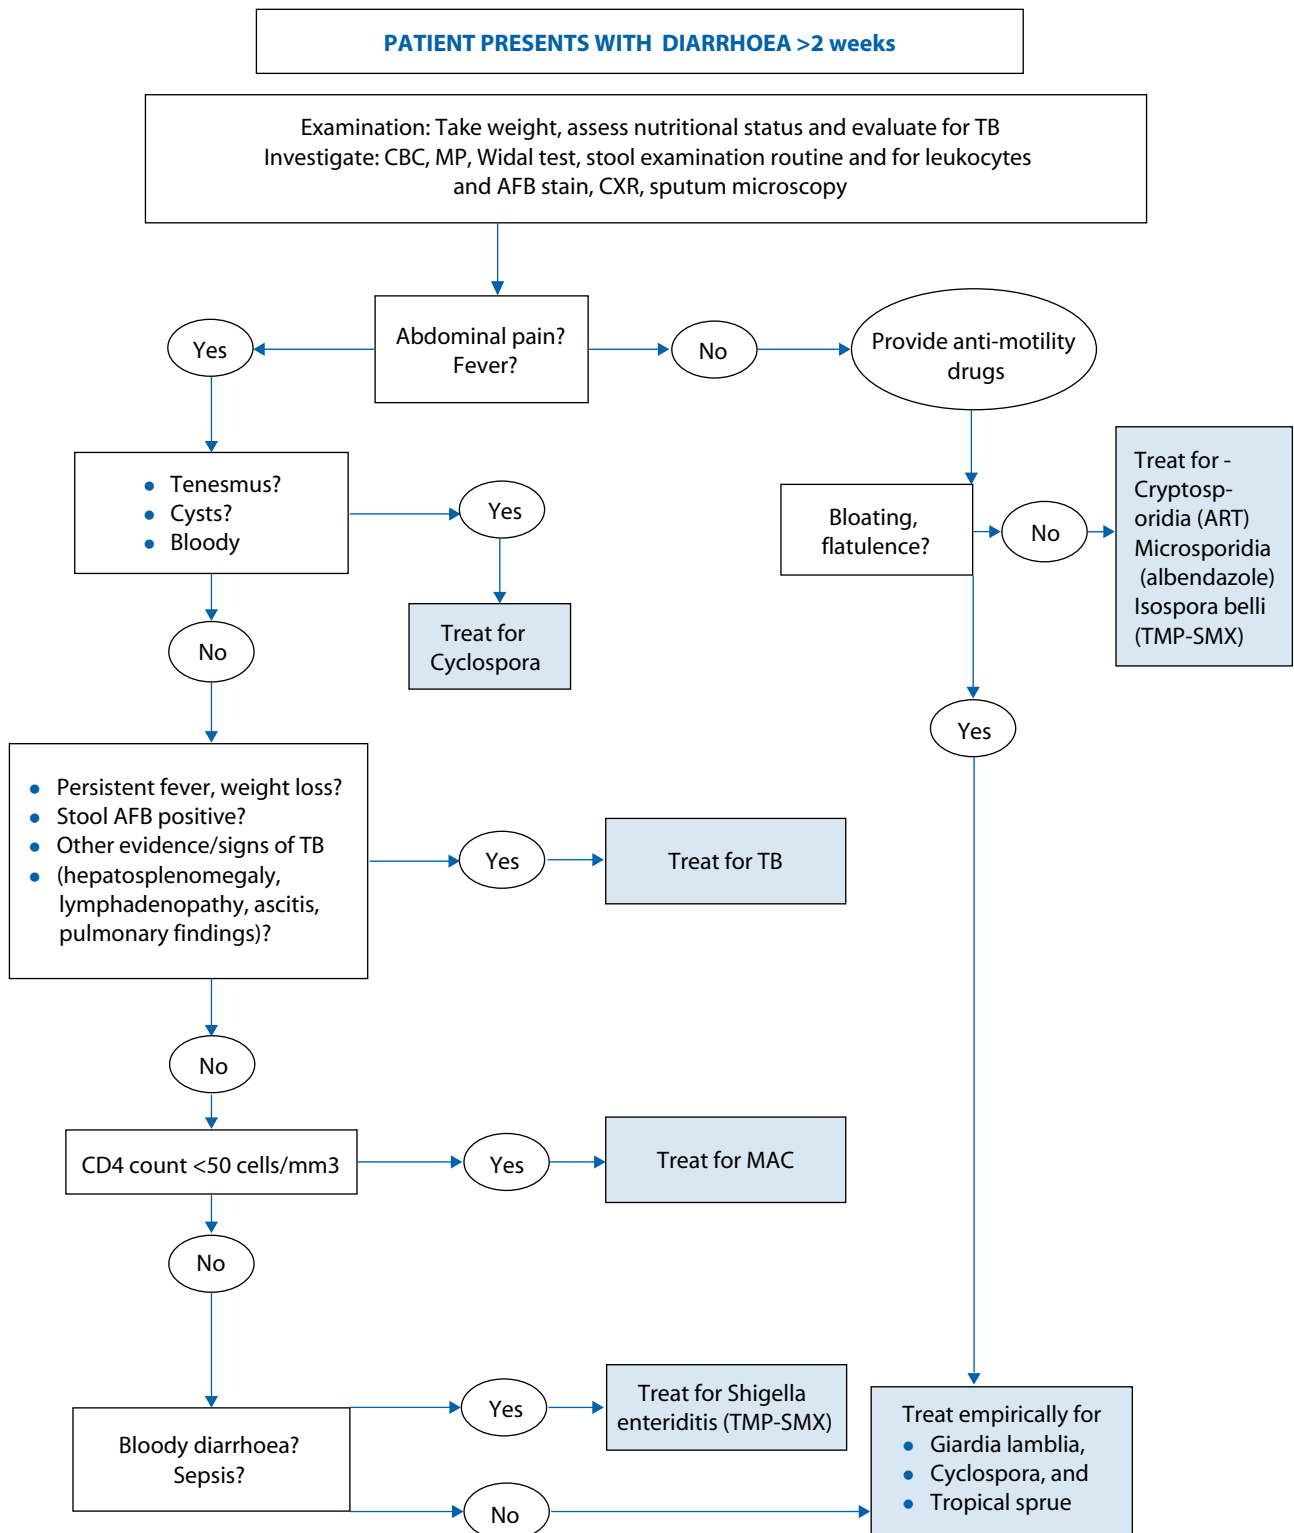 PATIENT PRESENTS WITH DIARRHOEA >2 weeks
Examination: Take weight, assess nutritional status and evaluate for TB
Investigate: CBC, MP, Widal test, stool examination routine and for leukocytes
and AFB stain, CXR, sputum microscopy
Abdominal pain?
Fever?
Yes
No
Provide anti-motility
drugs
• Tenesmus?
• Cysts?
• Bloody
Yes
Treat for
Cyclospora
Bloating,
flatulence?
No
Treat for -
Cryptosp-
oridia (ART)
Microsporidia
(albendazole)
Isospora belli
(TMP-SMX)
No
Yes
• Persistent fever, weight loss?
• Stool AFB positive?
• Other evidence/signs of TB
• (hepatosplenomegaly,
lymphadenopathy, ascitis,
pulmonary findings)?
Yes
Treat for TB
No
CD4 count <50 cells/mm3
Yes
Treat for MAC
No
Bloody diarrhoea?
Sepsis?
Yes
Treat for Shigella
enteriditis (TMP-SMX)
No
Treat empirically for
• Giardia lamblia,
• Cyclospora, and
• Tropical sprue